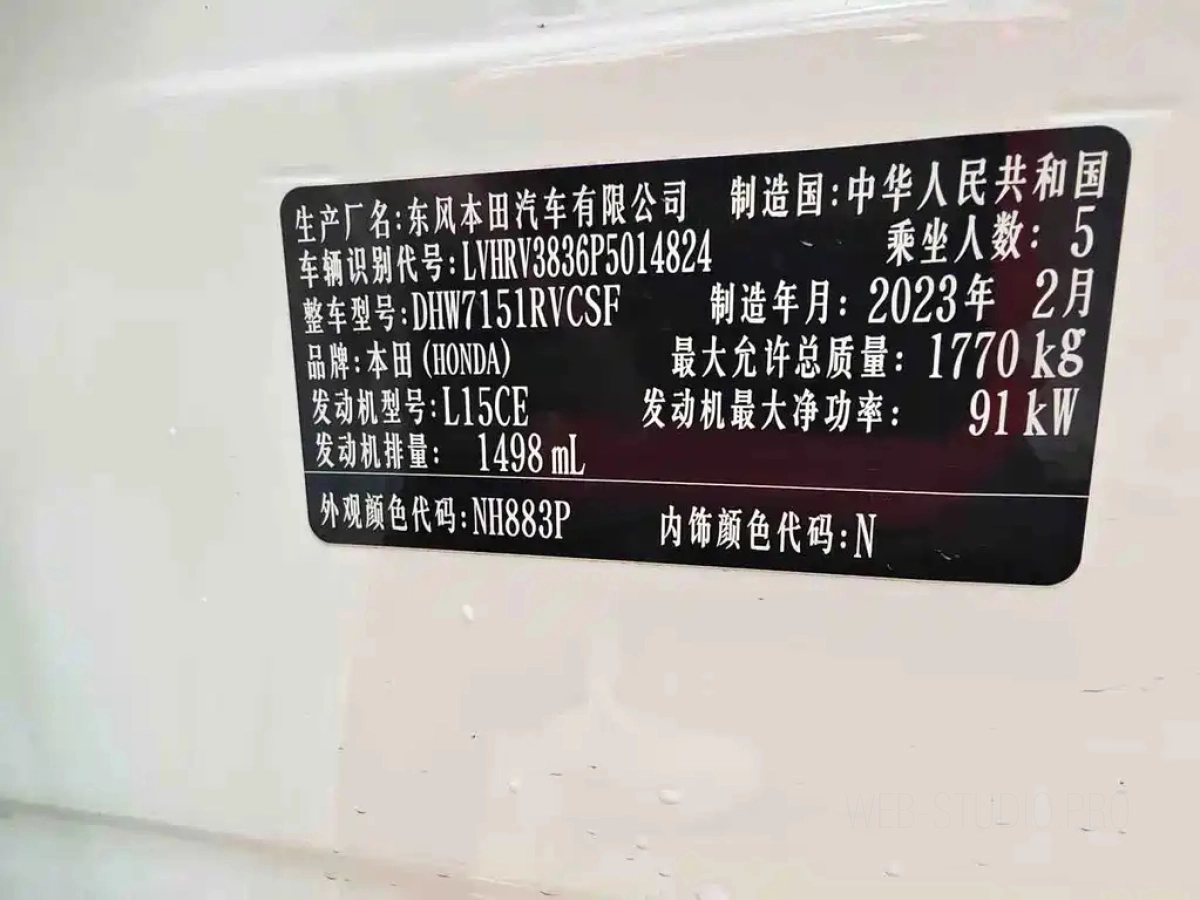 生产厂名:东风本田汽车有限公司 制造国:中华人民共和国
车辆识别代号:LVHRV3836P5014824 乘坐人数: 5
整车型号:DHW7151RVCSF 制造年月: 2023年 2月
品牌:本田(HONDA) 最大允许总质量: 1770 kg
发动机型号:L15CE 发动机最大净功率: 91 kW
发动机排量: 1498 mL
外观颜色代码:NH883P 内饰颜色代码:N
WEB-STUDIO.PRO